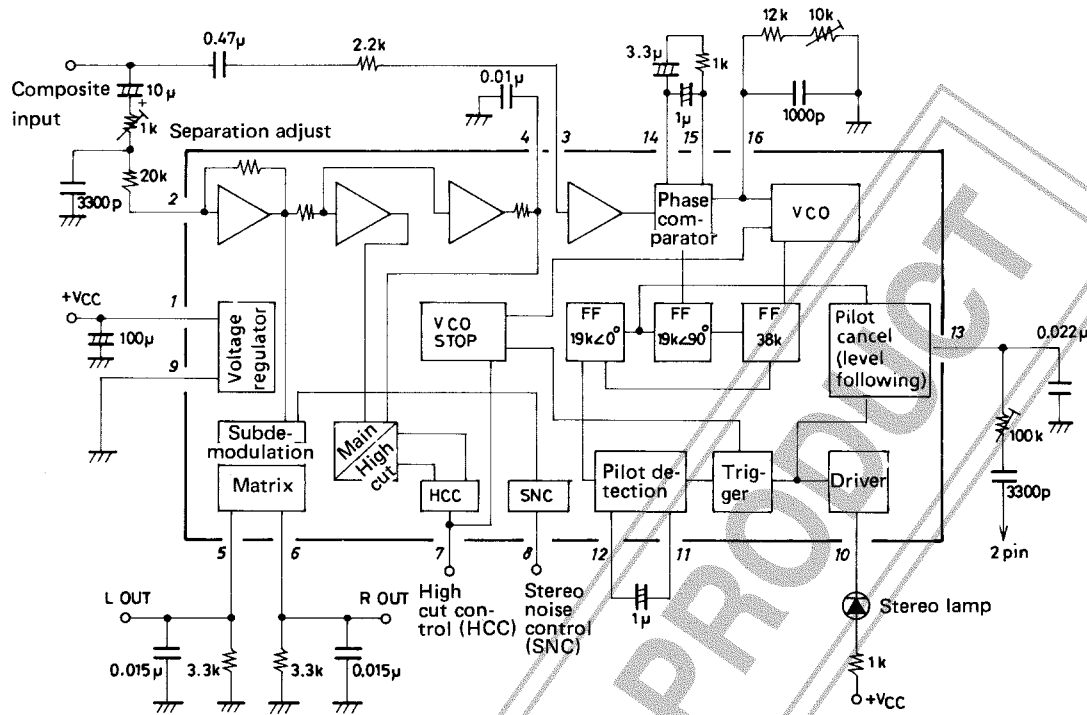 12k
10k
0.47μ
2.2k
3.3μ
1k
0.01μ
1μ
1000p
Composite
input
10μ
+
1k
Separation adjust
4
3
14
15
16
3300p
20k
2
Phase
com-
parator
VCO
+VCC
1
100μ
9
Voltage
regulator
VCO
STOP
FF
19k∠0°
FF
19k∠90°
FF
38k
Pilot
cancel
(level
following)
13
0.022μ
100k
3300p
2 pin
Subde-
modulation
Matrix
Main
High
cut
HCC
SNC
Pilot de-
tection
Trig-
ger
Driver
5
6
7
8
12
11
10
L OUT
R OUT
High
cut con-
trol (HCC)
Stereo
noise
control
(SNC)
1μ
Stereo lamp
0.015μ
3.3k
3.3k
0.015μ
1k
+VCC
PRODUCT